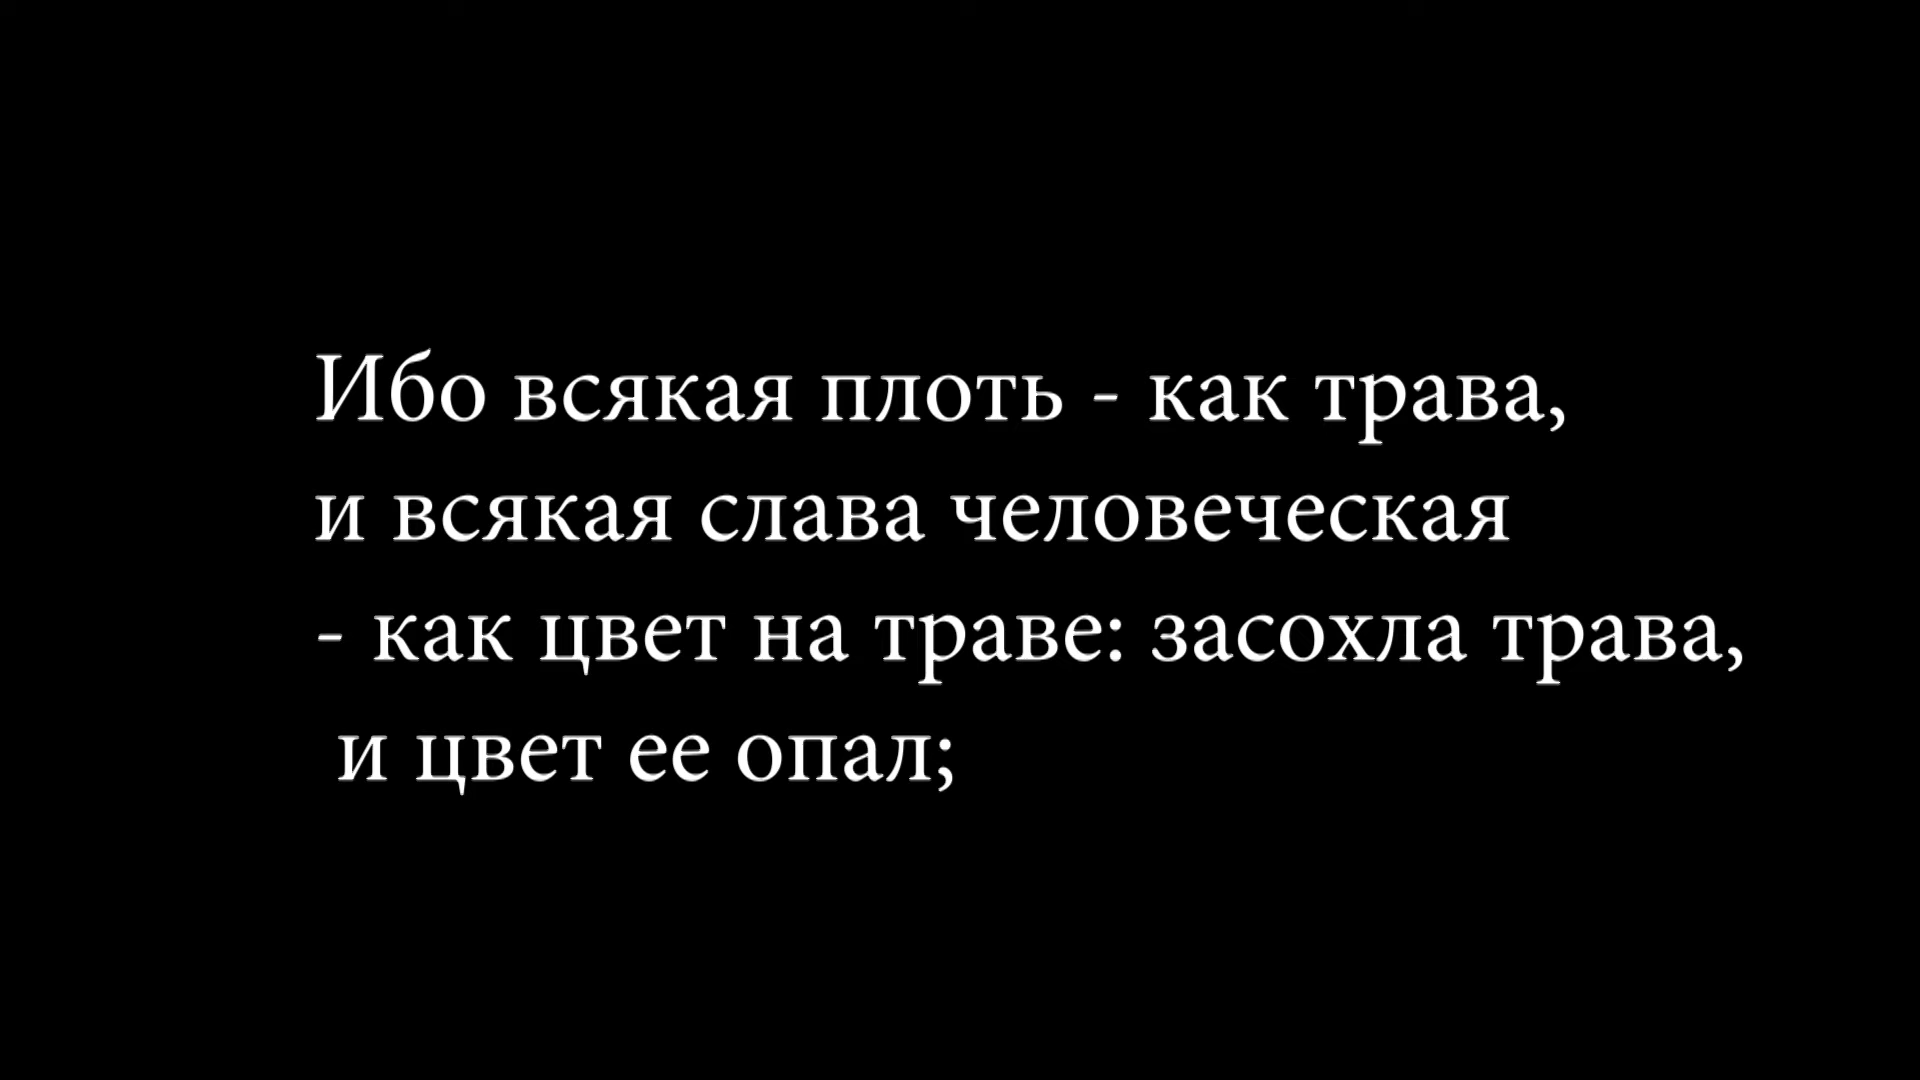 Ибо всякая плоть - как трава,
и всякая слава человеческая
- как цвет на траве: засохла трава,
и цвет ее опал;